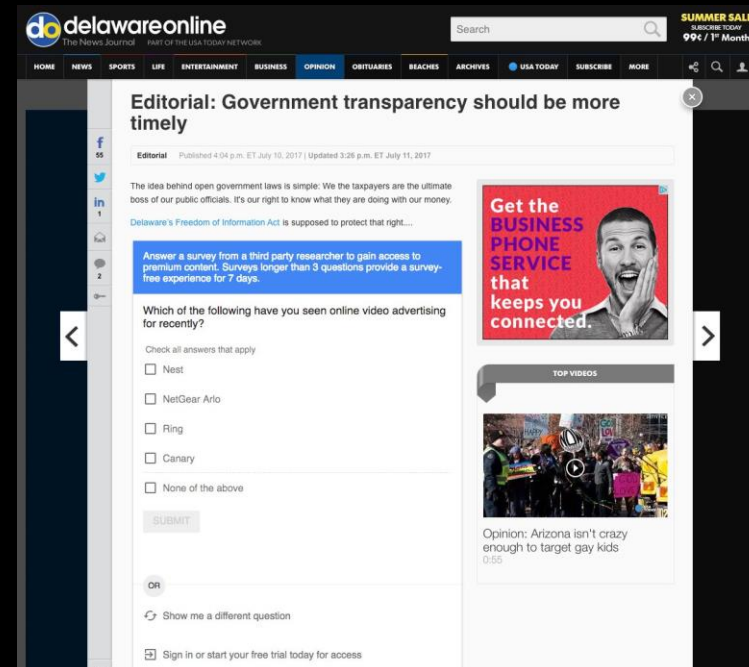 do delawareonline
The News Journal PART OF THE USA TODAY NETWORK
Search
SUMMER SALE
SUBSCRIBE TODAY
99¢ / 1st Month
HOME NEWS SPORTS LIFE ENTERTAINMENT BUSINESS OPINION OBITUARIES BEACHES ARCHIVES USA TODAY SUBSCRIBE MORE
Editorial: Government transparency should be more
timely
f
55
in
1
2
Editorial Published 4:04 p.m. ET July 10, 2017 | Updated 3:26 p.m. ET July 11, 2017
The idea behind open government laws is simple: We the taxpayers are the ultimate
boss of our public officials. It's our right to know what they are doing with our money.
Delaware's Freedom of Information Act is supposed to protect that right....
Answer a survey from a third party researcher to gain access to
premium content. Surveys longer than 3 questions provide a survey-
free experience for 7 days.
Which of the following have you seen online video advertising
for recently?
Check all answers that apply
Nest
NetGear Arlo
Ring
Canary
None of the above
SUBMIT
OR
Show me a different question
Sign in or start your free trial today for access
Get the
BUSINESS
PHONE
SERVICE
that
keeps you
connected.
TOP VIDEOS
Opinion: Arizona isn't crazy
enough to target gay kids
0:55